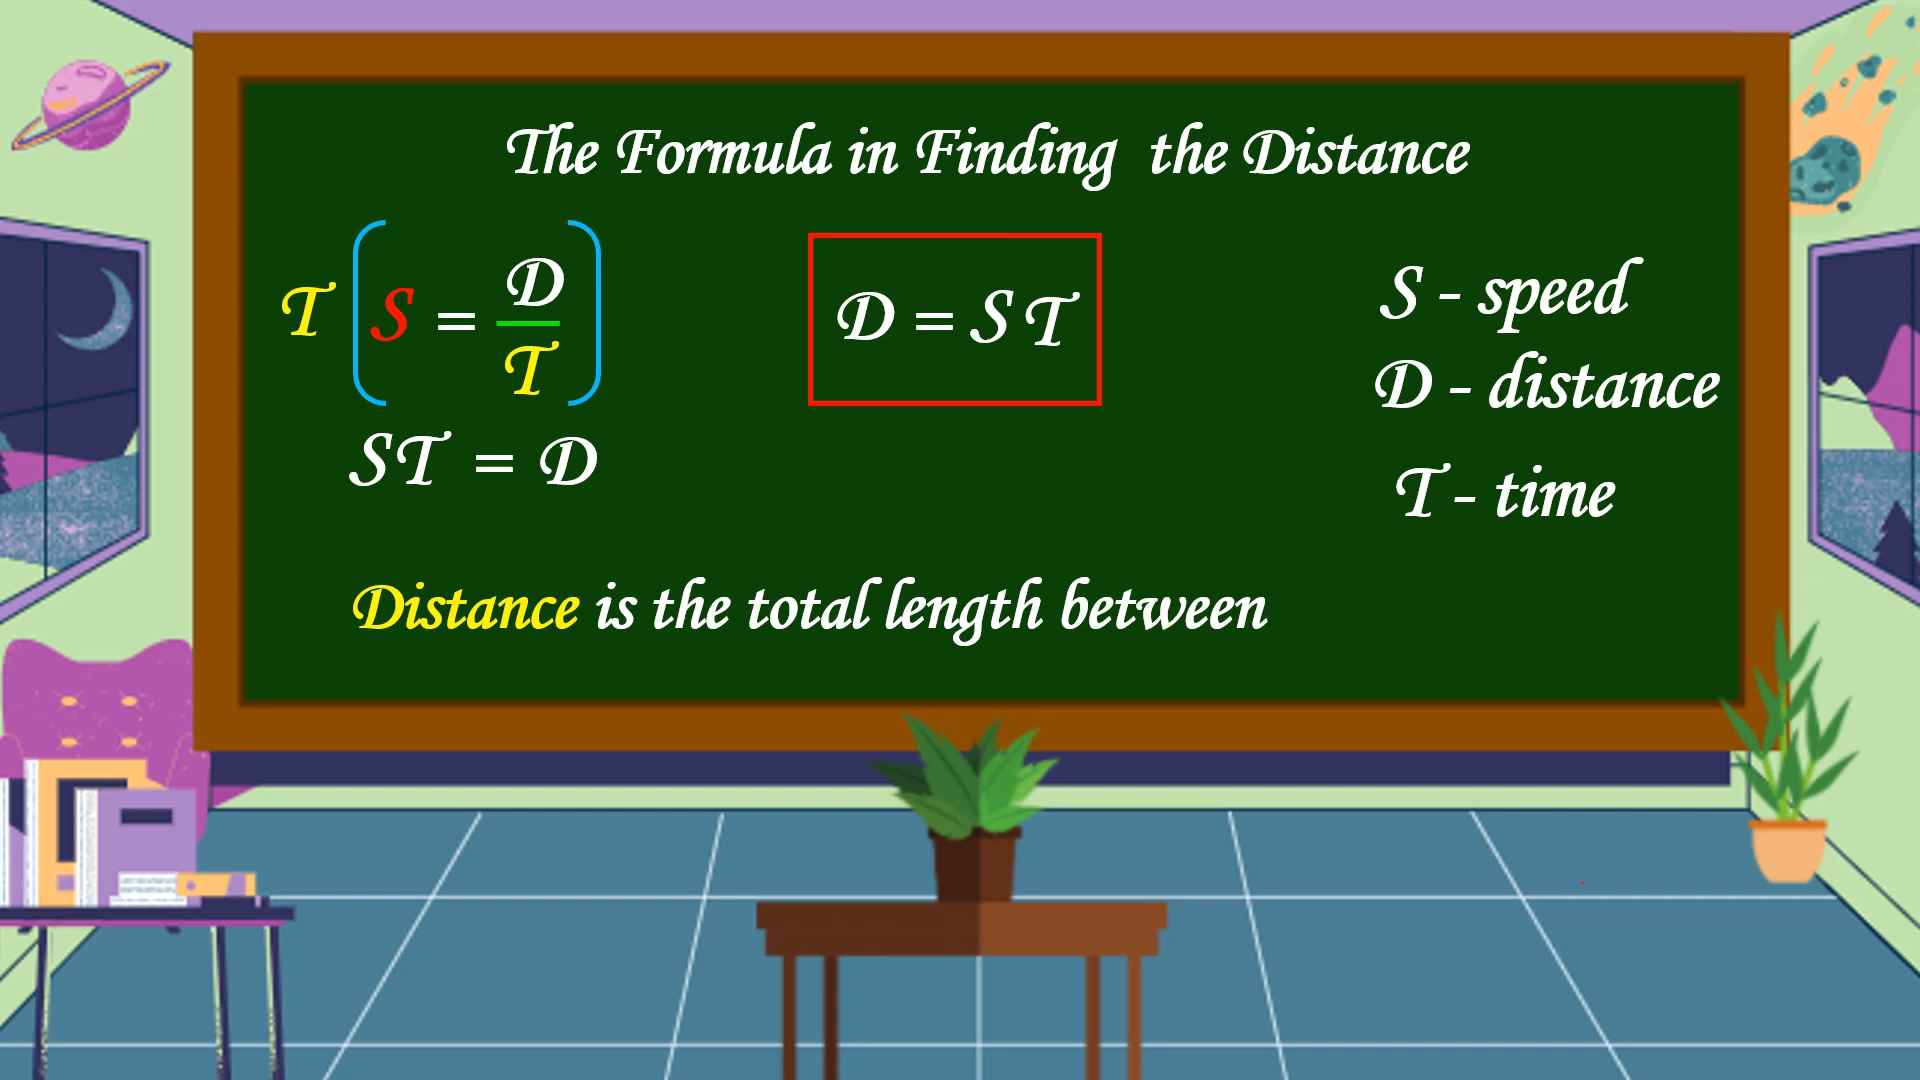 The Formula in Finding the Distance
T ( S = D / T )
ST = D
D = S T
S - speed
D - distance
T - time
Distance is the total length between